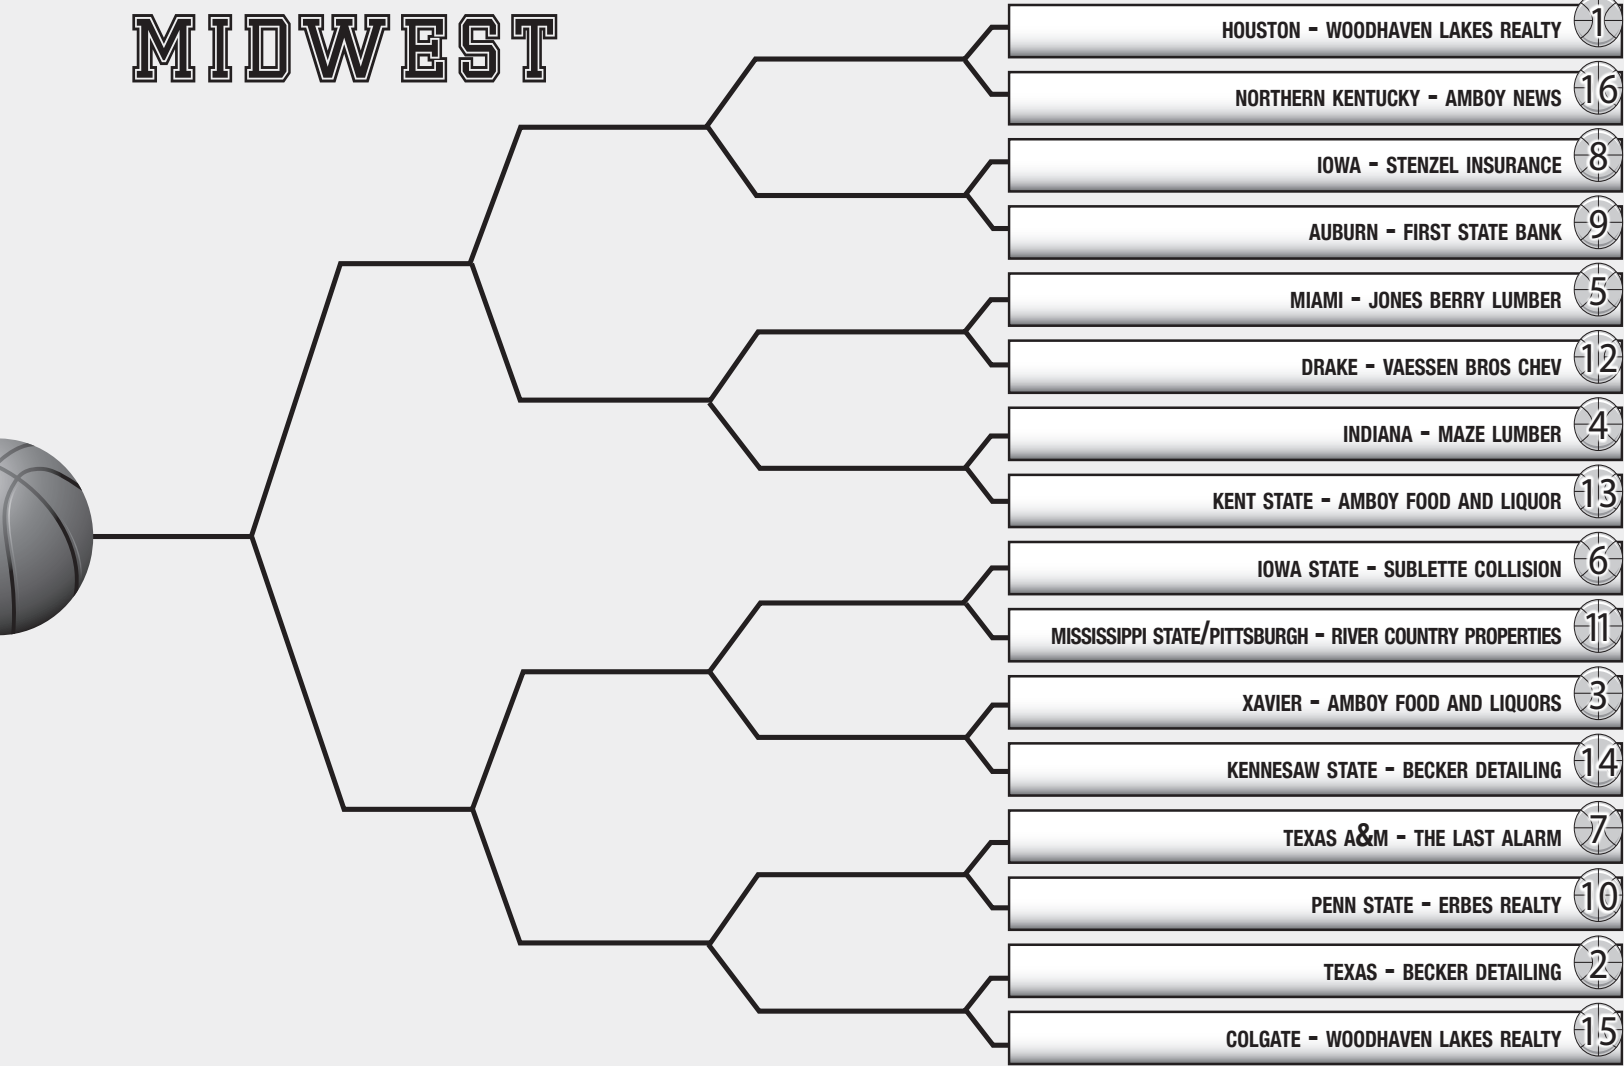 MIDWEST
HOUSTON - WOODHAVEN LAKES REALTY 1
NORTHERN KENTUCKY - AMBOY NEWS 16
IOWA - STENZEL INSURANCE 8
AUBURN - FIRST STATE BANK 9
MIAMI - JONES BERRY LUMBER 5
DRAKE - VAESSEN BROS CHEV 12
INDIANA - MAZE LUMBER 4
KENT STATE - AMBOY FOOD AND LIQUOR 13
IOWA STATE - SUBLETTE COLLISION 6
MISSISSIPPI STATE/PITTSBURGH - RIVER COUNTRY PROPERTIES 11
XAVIER - AMBOY FOOD AND LIQUORS 3
KENNESAW STATE - BECKER DETAILING 14
TEXAS A&M - THE LAST ALARM 7
PENN STATE - ERBES REALTY 10
TEXAS - BECKER DETAILING 2
COLGATE - WOODHAVEN LAKES REALTY 15